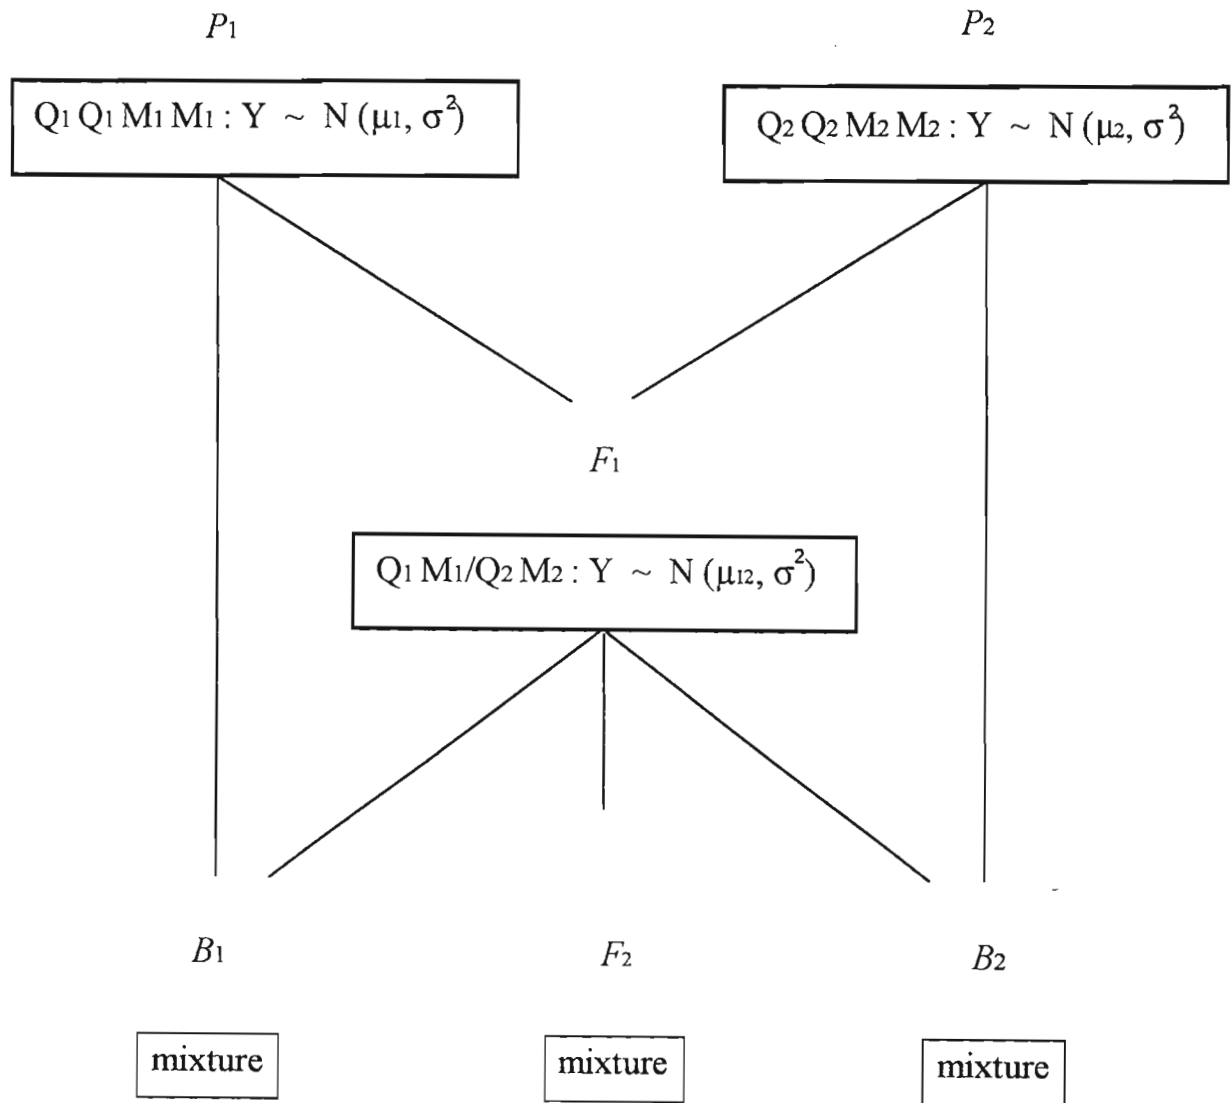 P1 P2
Q1 Q1 M1 M1 : Y ~ N (μ1, σ²)
Q2 Q2 M2 M2 : Y ~ N (μ2, σ²)
F1
Q1 M1/Q2 M2 : Y ~ N (μ12, σ²)
B1 F2 B2
mixture mixture mixture